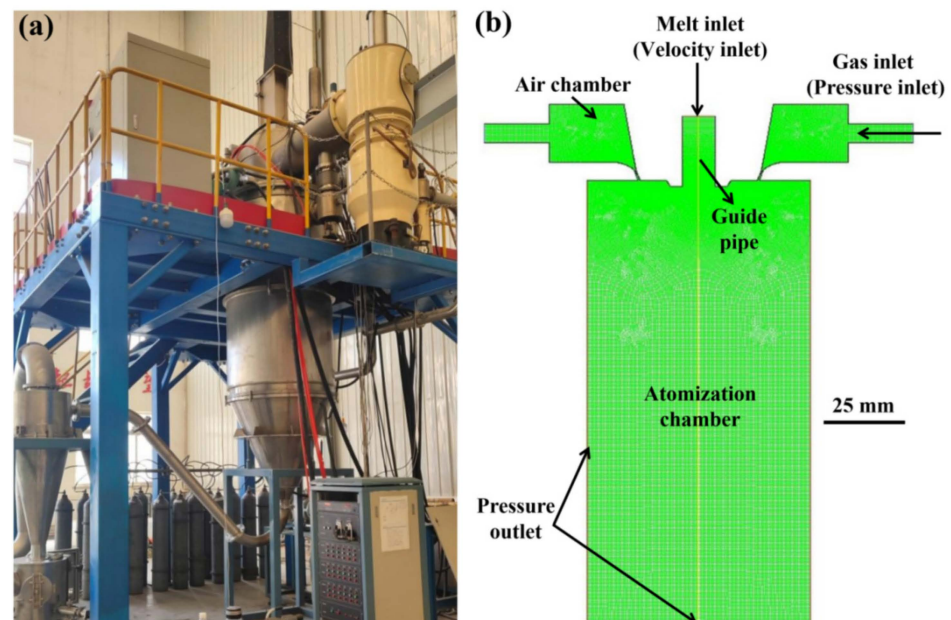 (a)
(b)
Melt inlet
(Velocity inlet)
Gas inlet
(Pressure inlet)
Air chamber
Guide
pipe
Atomization
chamber
25 mm
Pressure
outlet